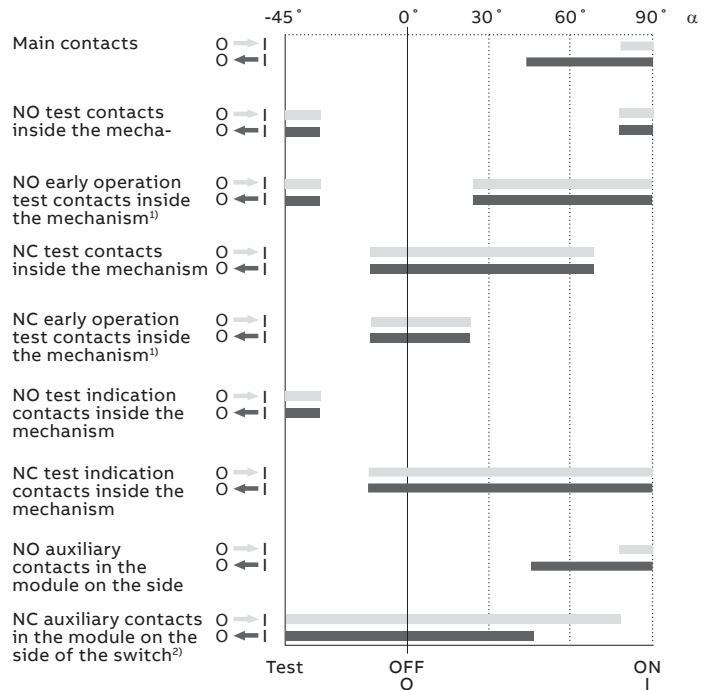 -45° 0° 30° 60° 90° α
Main contacts O I
O I
NO test contacts O I
inside the mecha- O I
NO early operation O I
test contacts inside O I
the mechanism1)
NC test contacts O I
inside the mechanism O I
NC early operation O I
test contacts inside O I
the mechanism1)
NO test indication O I
contacts inside the O I
mechanism
NC test indication O I
contacts inside the O I
mechanism
NO auxiliary O I
contacts in the O I
module on the side
NC auxiliary contacts O I
in the module on the O I
side of the switch2)
Test OFF ON
O I